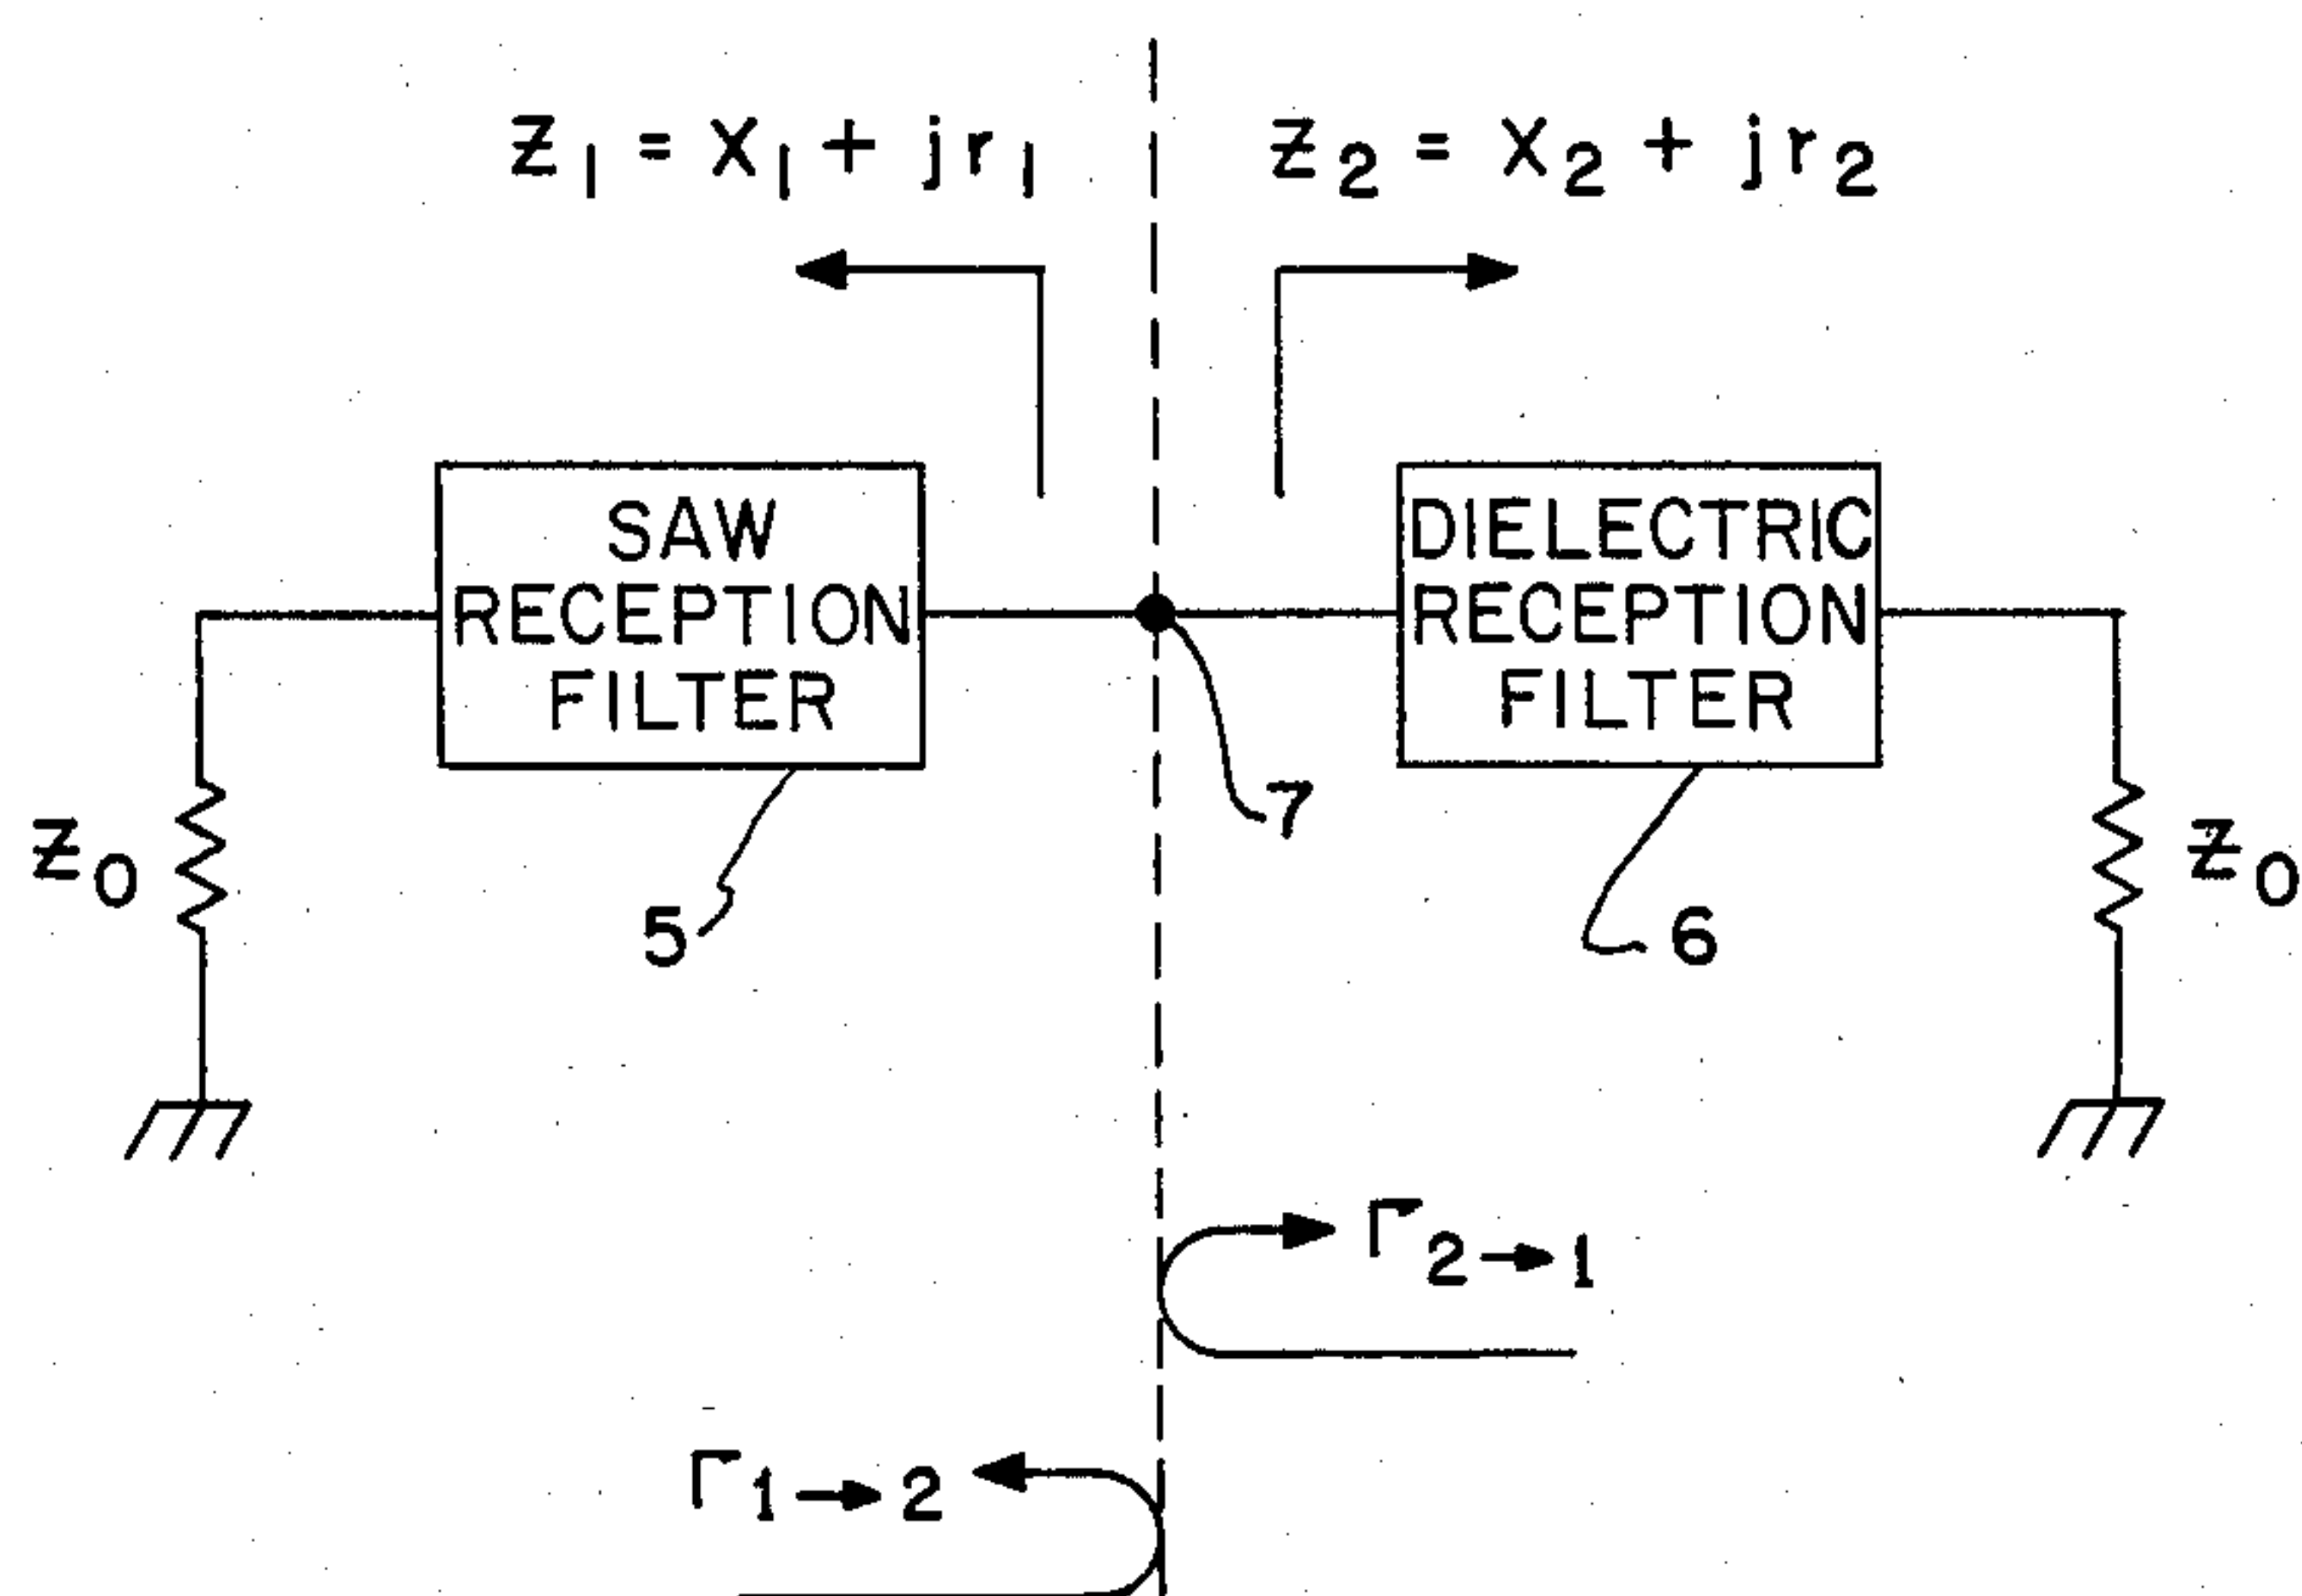 Z1 = X1 + jr1
Z2 = X2 + jr2
SAW
RECEPTION
FILTER
DIELECTRIC
RECEPTION
FILTER
Z0
5
7
6
Z0
Γ2→1
Γ1→2